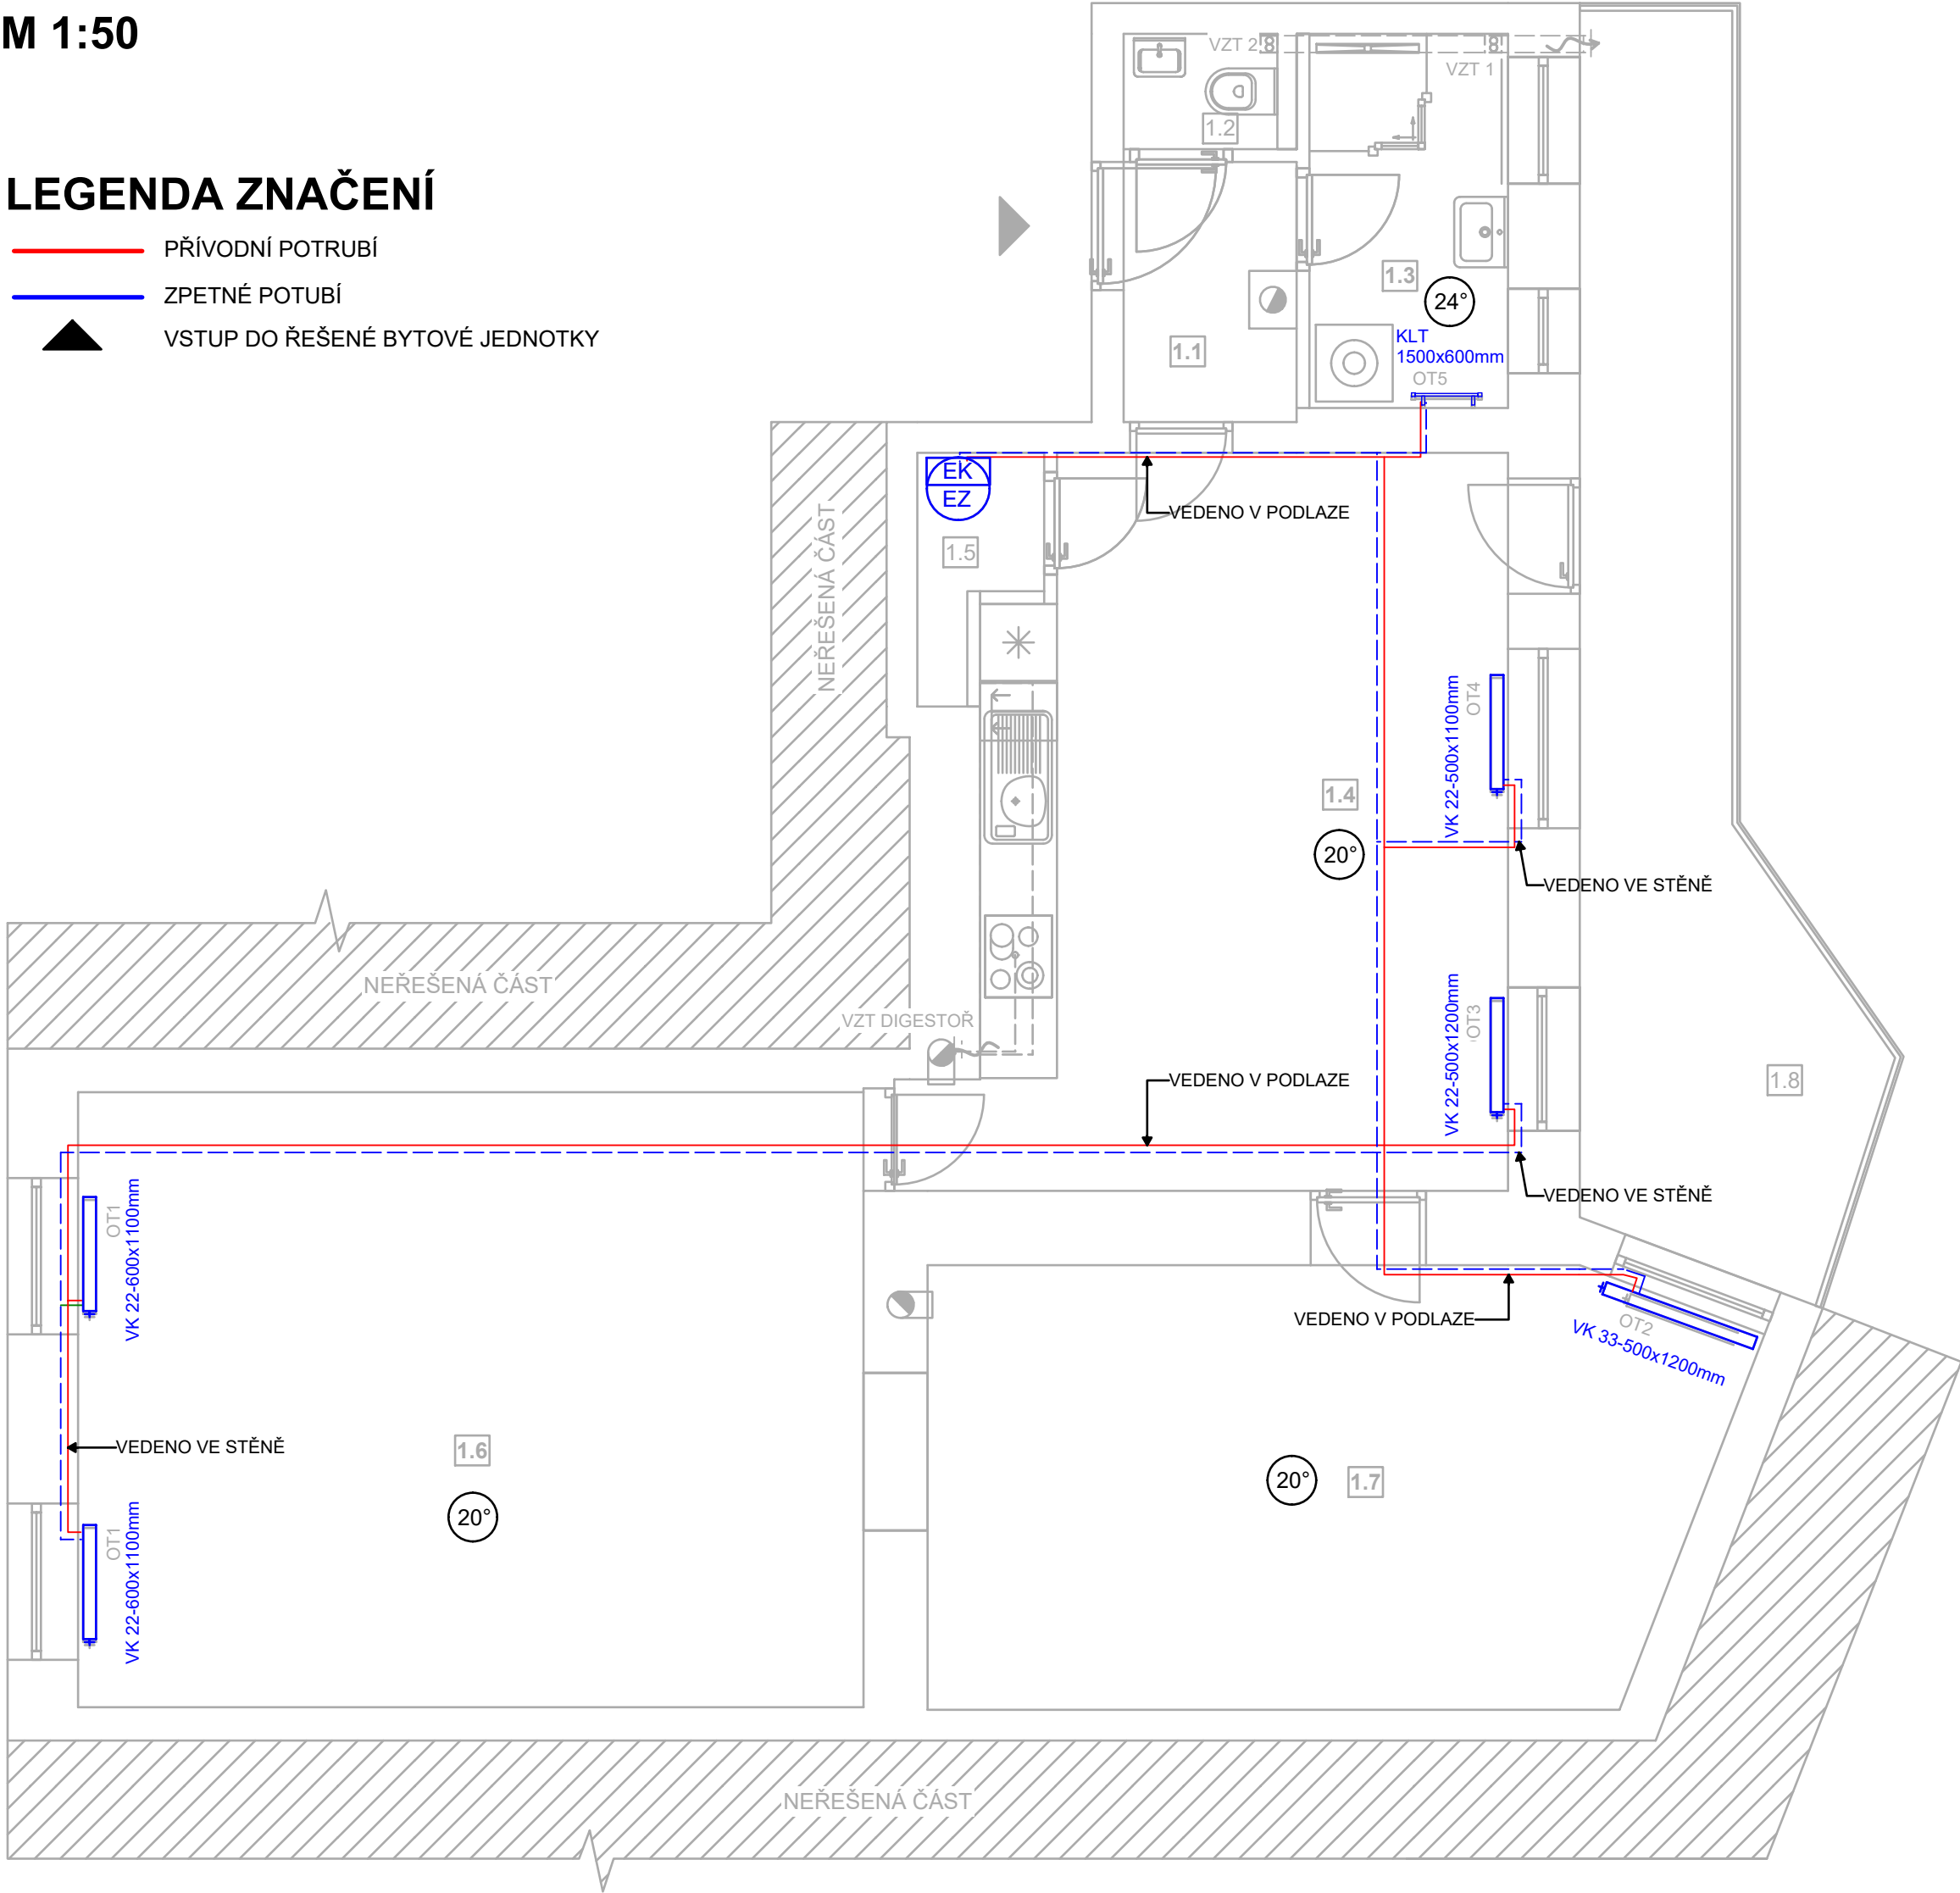 M 1:50
LEGENDA ZNAČENÍ
PŘÍVODNÍ POTRUBÍ
ZPETNÉ POTUBÍ
VSTUP DO ŘEŠENÉ BYTOVÉ JEDNOTKY
VZT 2
VZT 1
1.2
1.3
24°
KLT
1500x600mm
OT5
1.1
EK
EZ
VEDENO V PODLAZE
1.5
NEŘEŠENÁ ČÁST
OT4
VK 22-500x1100mm
1.4
20°
VEDENO VE STĚNĚ
NEŘEŠENÁ ČÁST
VZT DIGESTOŘ
OT3
VK 22-500x1200mm
VEDENO V PODLAZE
1.8
VEDENO VE STĚNĚ
OT1
VK 22-600x1100mm
VEDENO V PODLAZE
OT2
VK 33-500x1200mm
VEDENO VE STĚNĚ
1.6
20°
20°
1.7
OT1
VK 22-600x1100mm
NEŘEŠENÁ ČÁST